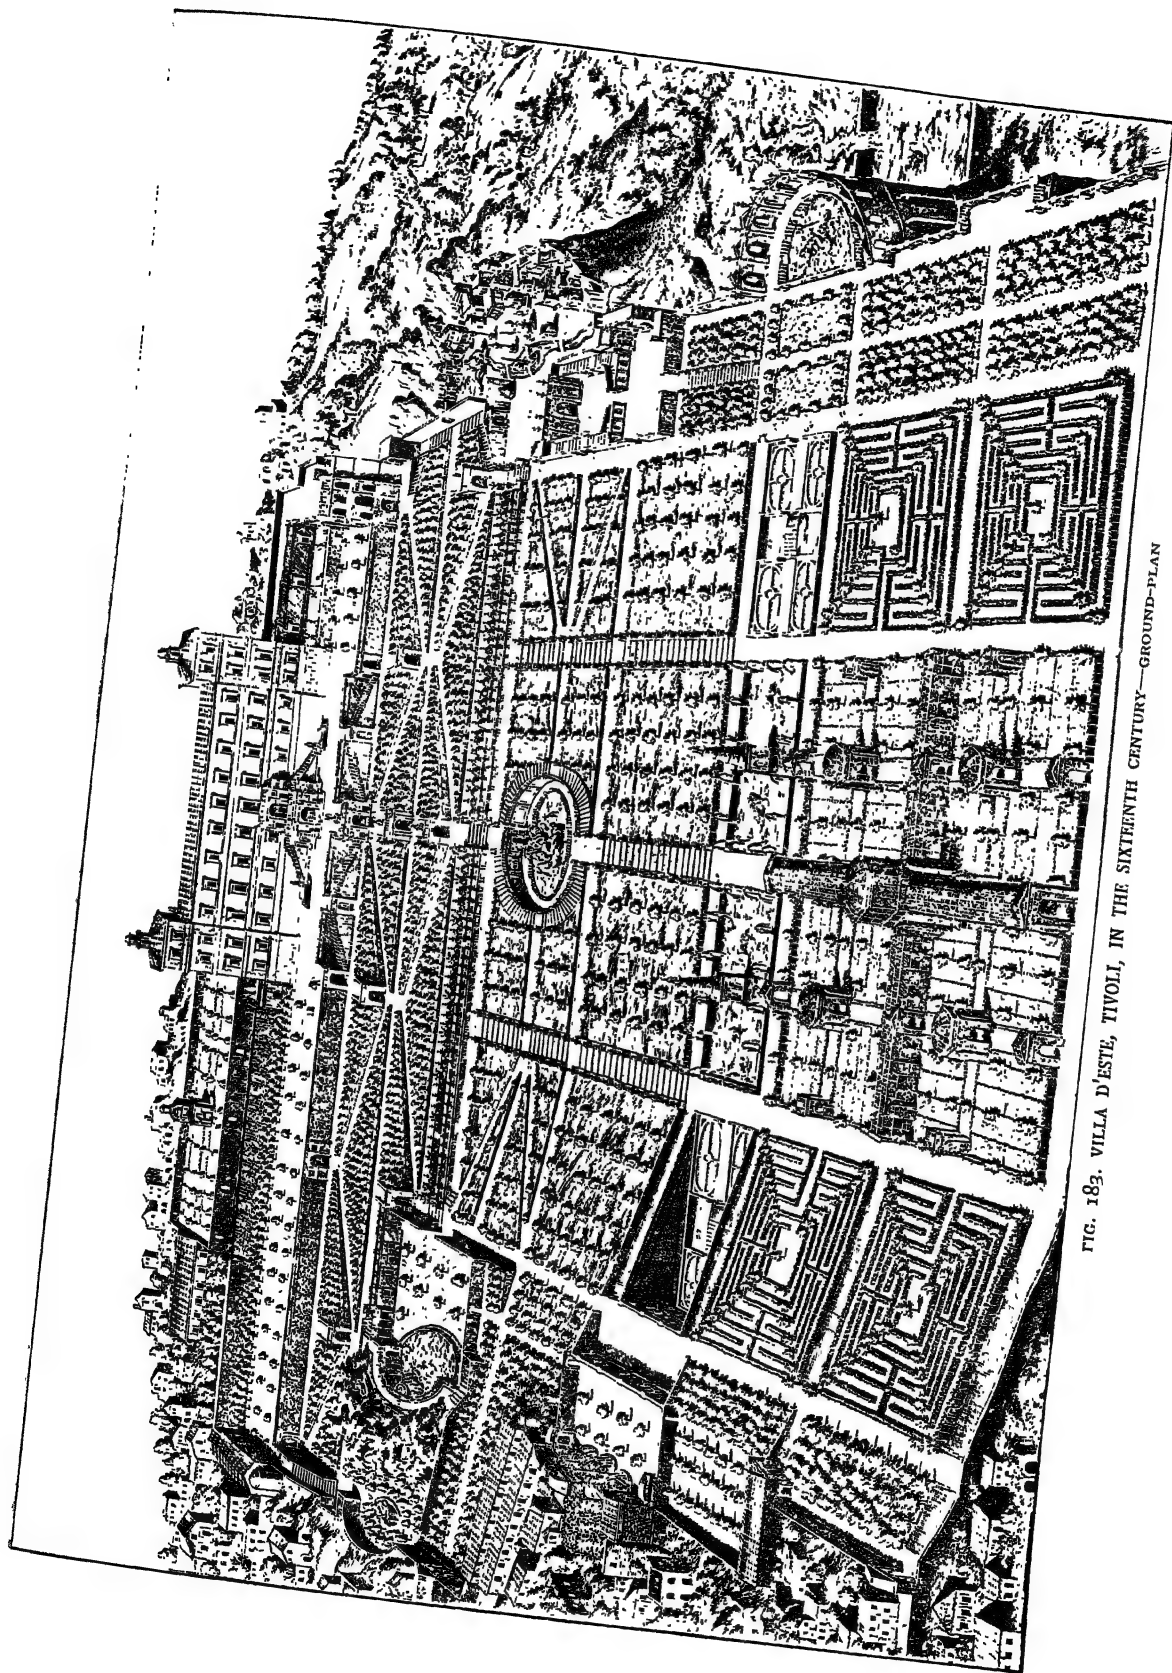 FIG. 183. VILLA D'ESTE, TIVOLI, IN THE SIXTEENTH CENTURY—GROUND-PLAN